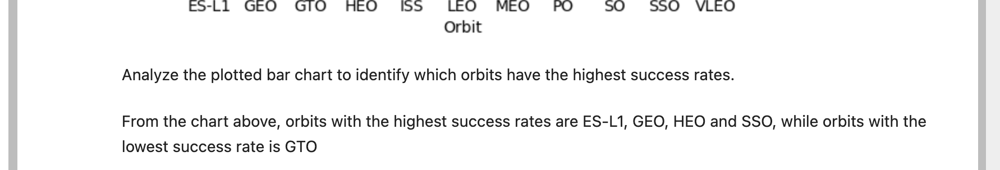 ES-L1 GEO GTO HEO ISS LEO MEO PO SO SSO VLEO
Orbit
Analyze the plotted bar chart to identify which orbits have the highest success rates.
From the chart above, orbits with the highest success rates are ES-L1, GEO, HEO and SSO, while orbits with the
lowest success rate is GTO